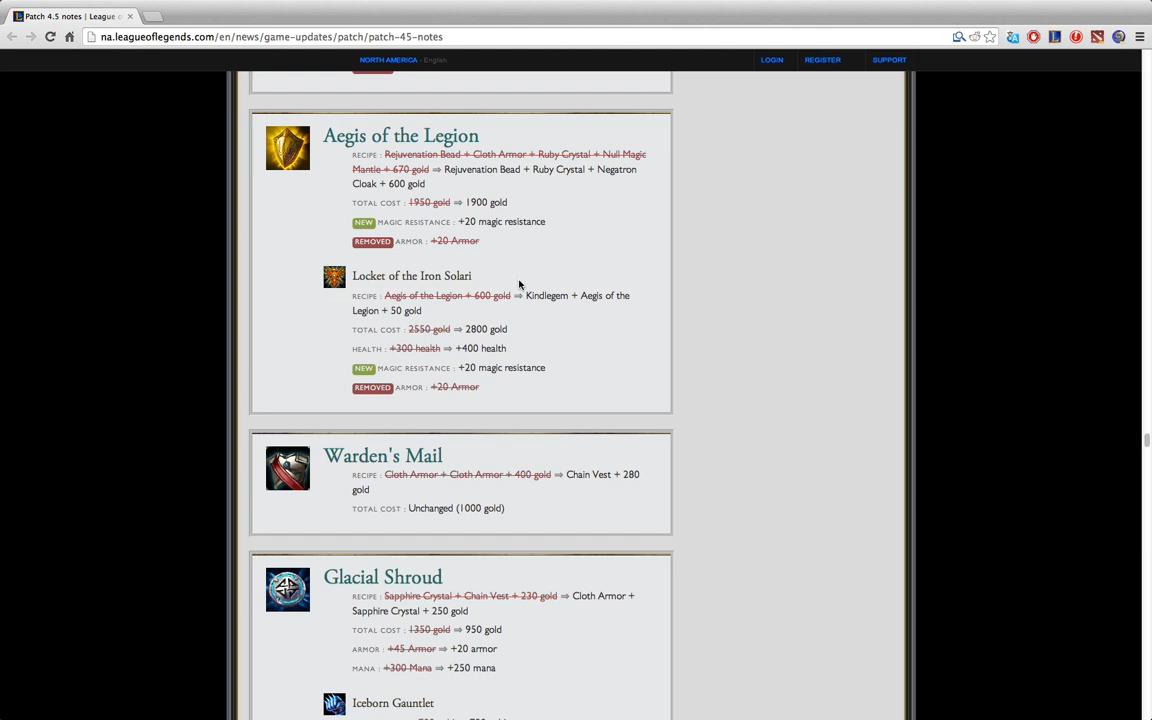 Patch 4.5 notes | League o
na.leagueoflegends.com/en/news/game-updates/patch/patch-45-notes
NORTH AMERICA - English
LOGIN
REGISTER
SUPPORT
Aegis of the Legion
RECIPE : Rejuvenation Bead + Cloth Armor + Ruby Crystal + Null Magic
Mantle + 670 gold ⇒ Rejuvenation Bead + Ruby Crystal + Negatron
Cloak + 600 gold
TOTAL COST : 1950 gold ⇒ 1900 gold
NEW MAGIC RESISTANCE : +20 magic resistance
REMOVED ARMOR : +20 Armor
Locket of the Iron Solari
RECIPE : Aegis of the Legion + 600 gold ⇒ Kindlegem + Aegis of the
Legion + 50 gold
TOTAL COST : 2550 gold ⇒ 2800 gold
HEALTH : +300 health ⇒ +400 health
NEW MAGIC RESISTANCE : +20 magic resistance
REMOVED ARMOR : +20 Armor
Warden's Mail
RECIPE : Cloth Armor + Cloth Armor + 400 gold ⇒ Chain Vest + 280
gold
TOTAL COST : Unchanged (1000 gold)
Glacial Shroud
RECIPE : Sapphire Crystal + Chain Vest + 230 gold ⇒ Cloth Armor +
Sapphire Crystal + 250 gold
TOTAL COST : 1350 gold ⇒ 950 gold
ARMOR : +45 Armor ⇒ +20 armor
MANA : +300 Mana ⇒ +250 mana
Iceborn Gauntlet